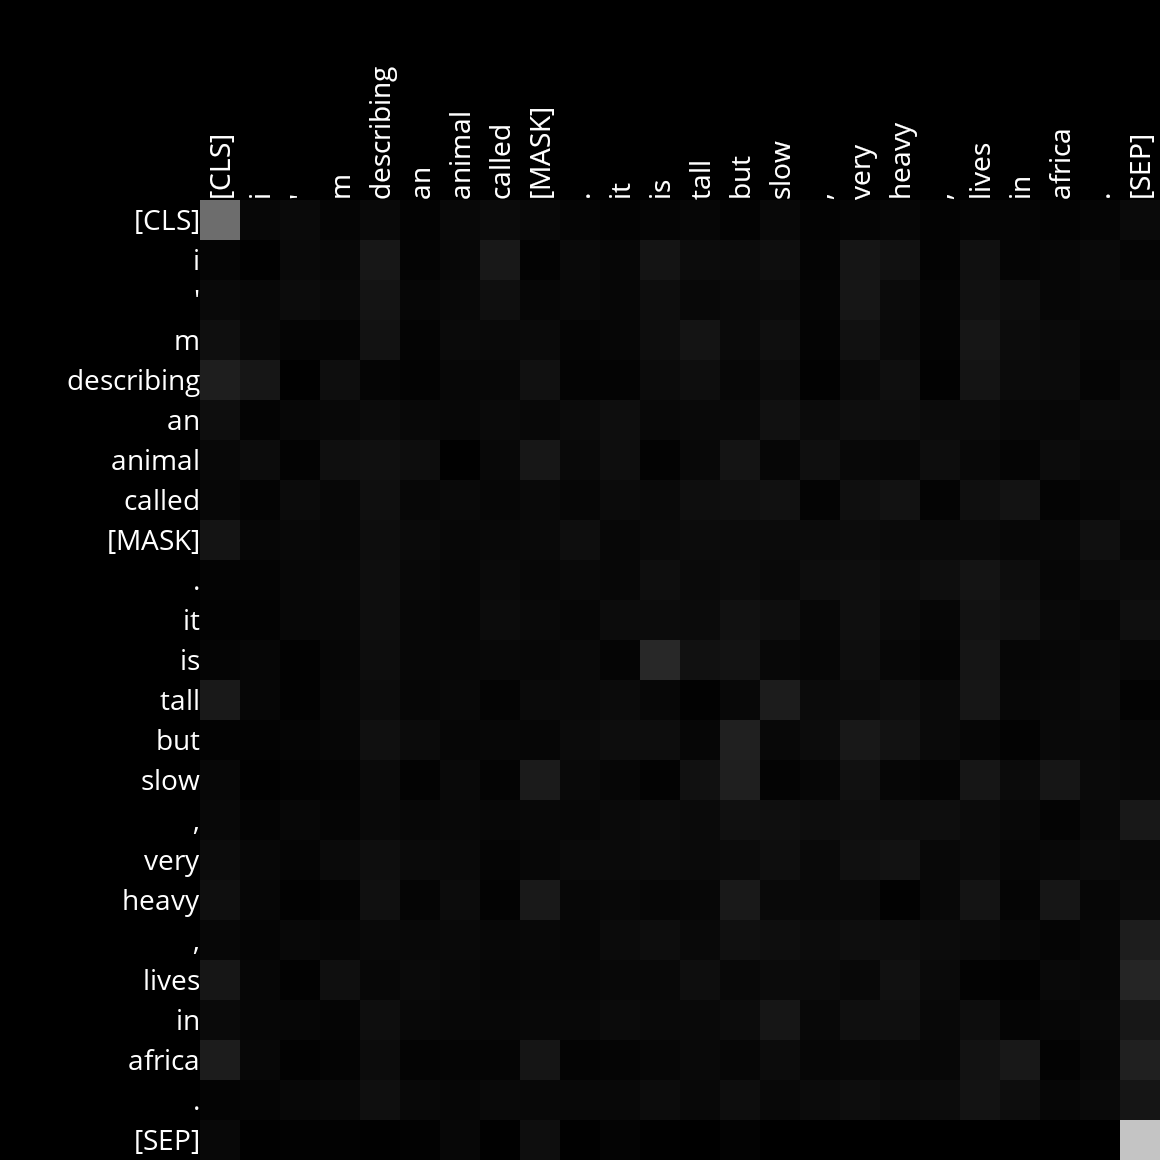 [CLS] i ' m describing an animal called [MASK] . it is tall but slow , very heavy , lives in africa . [SEP]
[CLS]
i
'
m
describing
an
animal
called
[MASK]
.
it
is
tall
but
slow
,
very
heavy
,
lives
in
africa
.
[SEP]